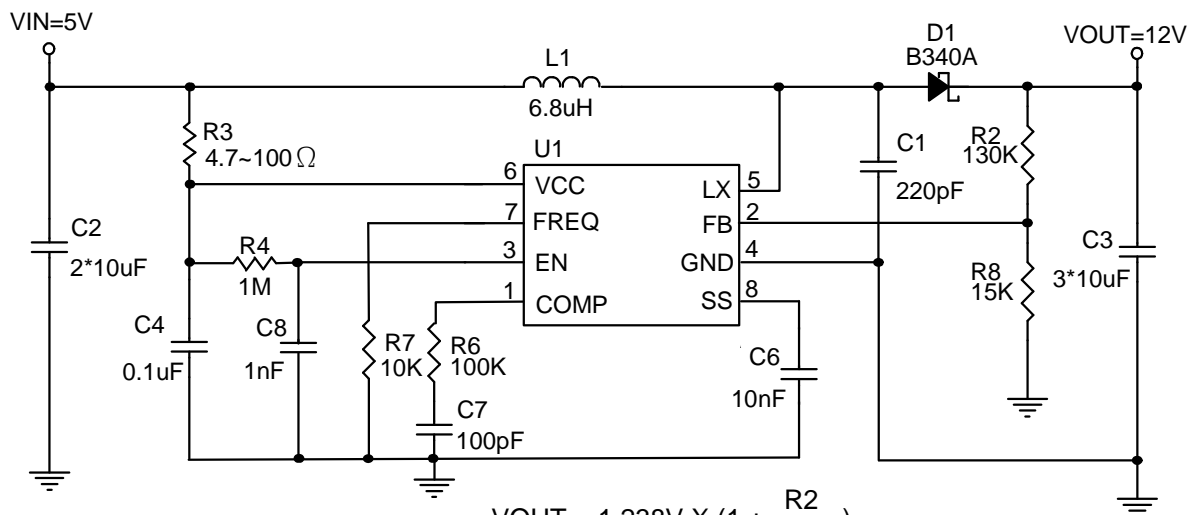 VIN=5V
D1
B340A
VOUT=12V
L1
6.8uH
R3
4.7~100Ω
U1
C1
220pF
R2
130K
6
VCC
LX
5
7
FREQ
FB
2
C2
2*10uF
R4
1M
3
EN
GND
4
C3
3*10uF
R8
15K
1
COMP
SS
8
C4
0.1uF
C8
1nF
R7
10K
R6
100K
C6
10nF
C7
100pF
R2